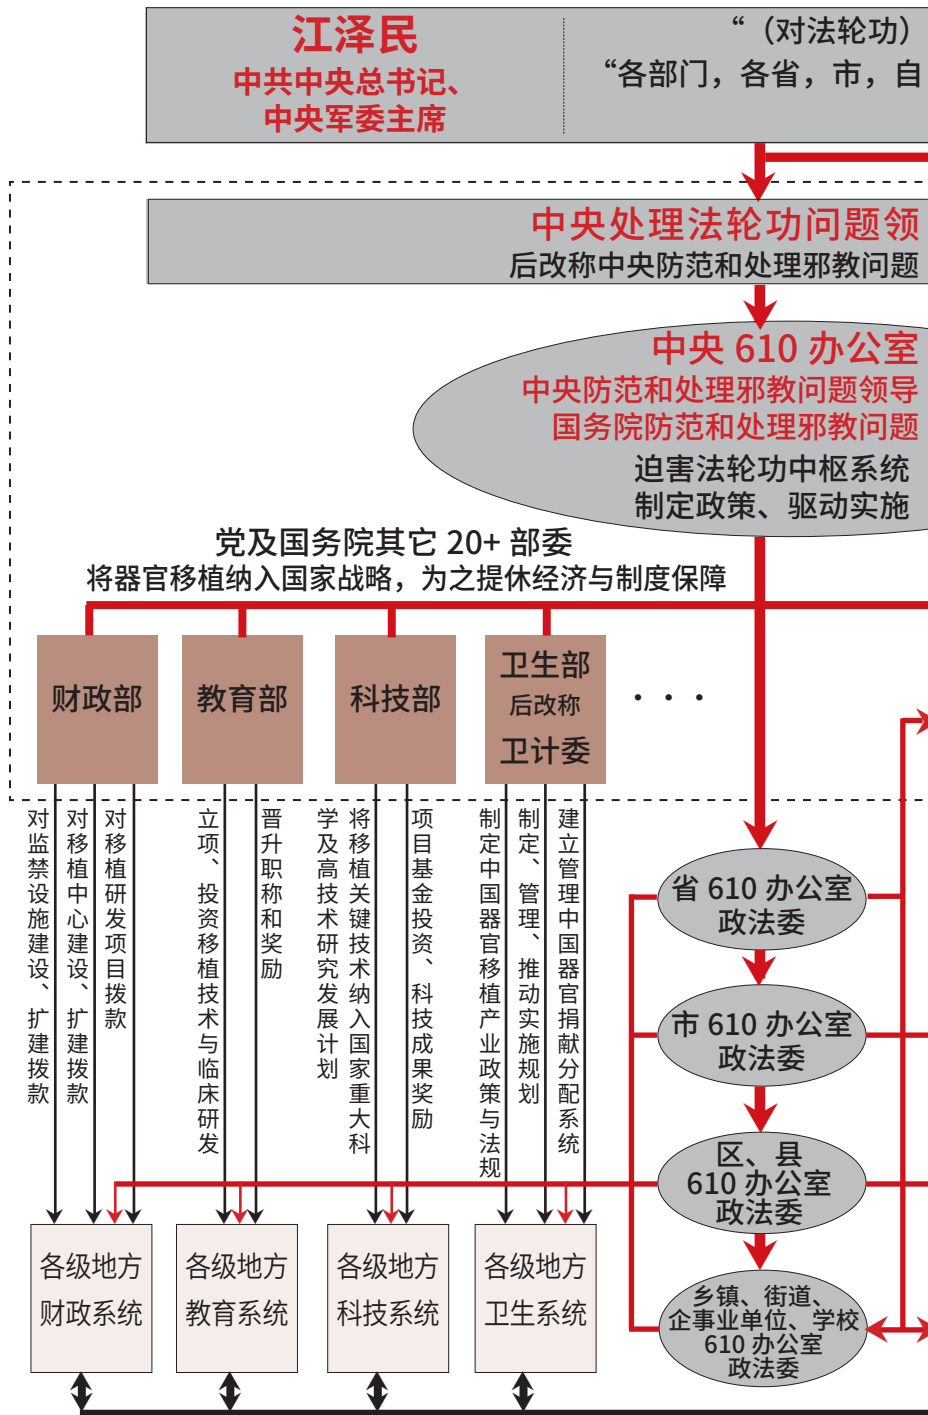 江泽民
中共中央总书记、
中央军委主席
“（对法轮功）
“各部门，各省，市，自
中央处理法轮功问题领
后改称中央防范和处理邪教问题
中央 610 办公室
中央防范和处理邪教问题领导
国务院防范和处理邪教问题
迫害法轮功中枢系统
制定政策、驱动实施
党及国务院其它 20+ 部委
将器官移植纳入国家战略，为之提休经济与制度保障
财政部
教育部
科技部
卫生部
后改称
卫计委
· · ·
对监禁设施建设、扩建拨款
对移植中心建设、扩建拨款
对移植研发项目拨款
立项、投资移植技术与临床研发
晋升职称和奖励
将移植关键技术纳入国家重大科
学及高技术研究发展计划
项目基金投资、科技成果奖励
制定中国器官移植产业政策与法规
制定、管理、推动实施规划
建立管理中国器官捐献分配系统
省 610 办公室
政法委
市 610 办公室
政法委
区、县
610 办公室
政法委
乡镇、街道、
企事业单位、学校
610 办公室
政法委
各级地方
财政系统
各级地方
教育系统
各级地方
科技系统
各级地方
卫生系统